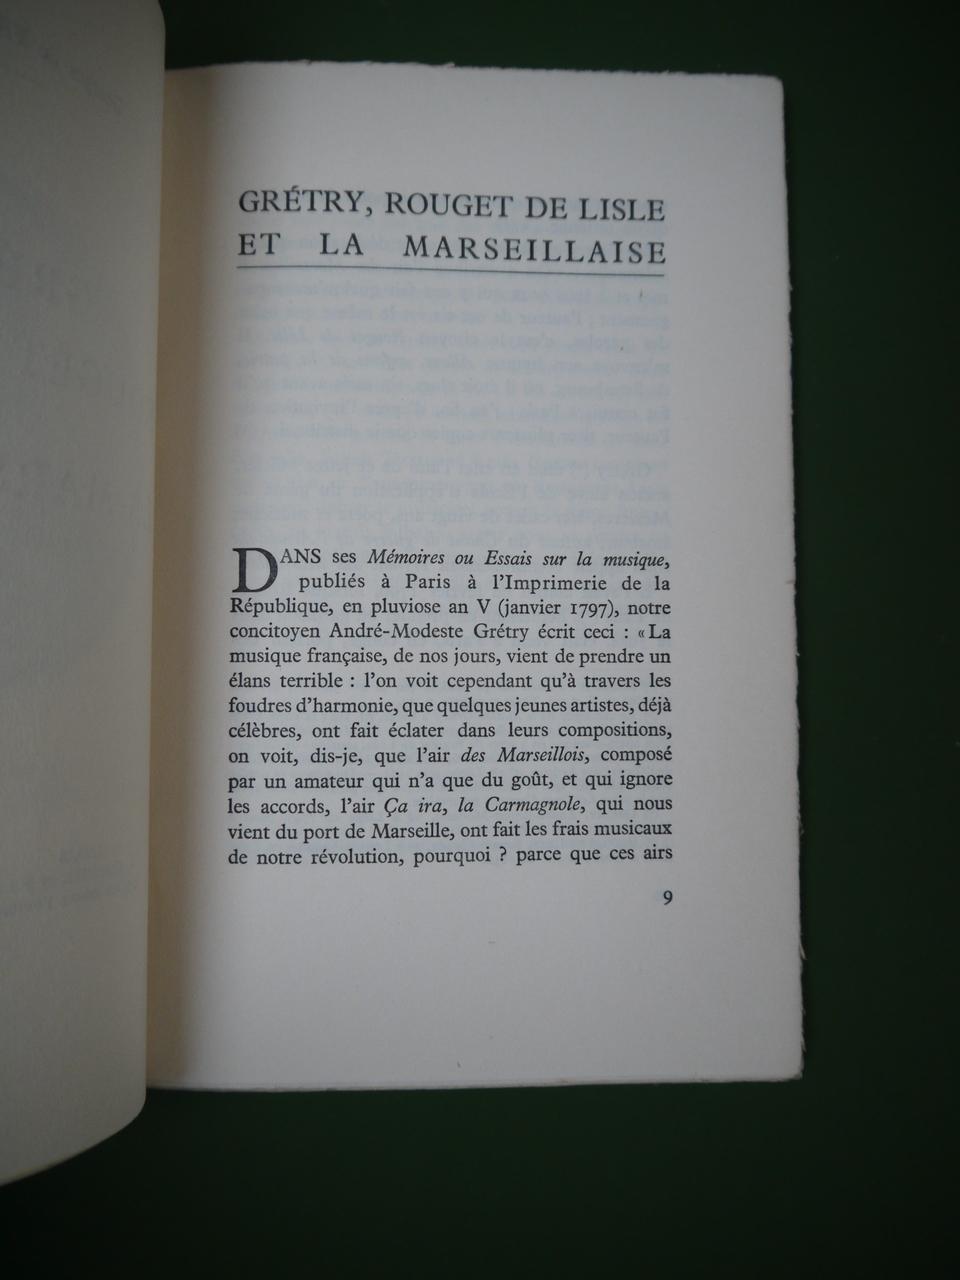 GRÉTRY, ROUGET DE LISLE
ET LA MARSEILLAISE
DANS ses Mémoires ou Essais sur la musique,
publiés à Paris à l'Imprimerie de la
République, en pluviose an V (janvier 1797), notre
concitoyen André-Modeste Grétry écrit ceci : « La
musique française, de nos jours, vient de prendre un
élans terrible : l'on voit cependant qu'à travers les
foudres d'harmonie, que quelques jeunes artistes, déjà
célèbres, ont fait éclater dans leurs compositions,
on voit, dis-je, que l'air des Marseillois, composé
par un amateur qui n'a que du goût, et qui ignore
les accords, l'air Ça ira, la Carmagnole, qui nous
vient du port de Marseille, ont fait les frais musicaux
de notre révolution, pourquoi ? parce que ces airs
9